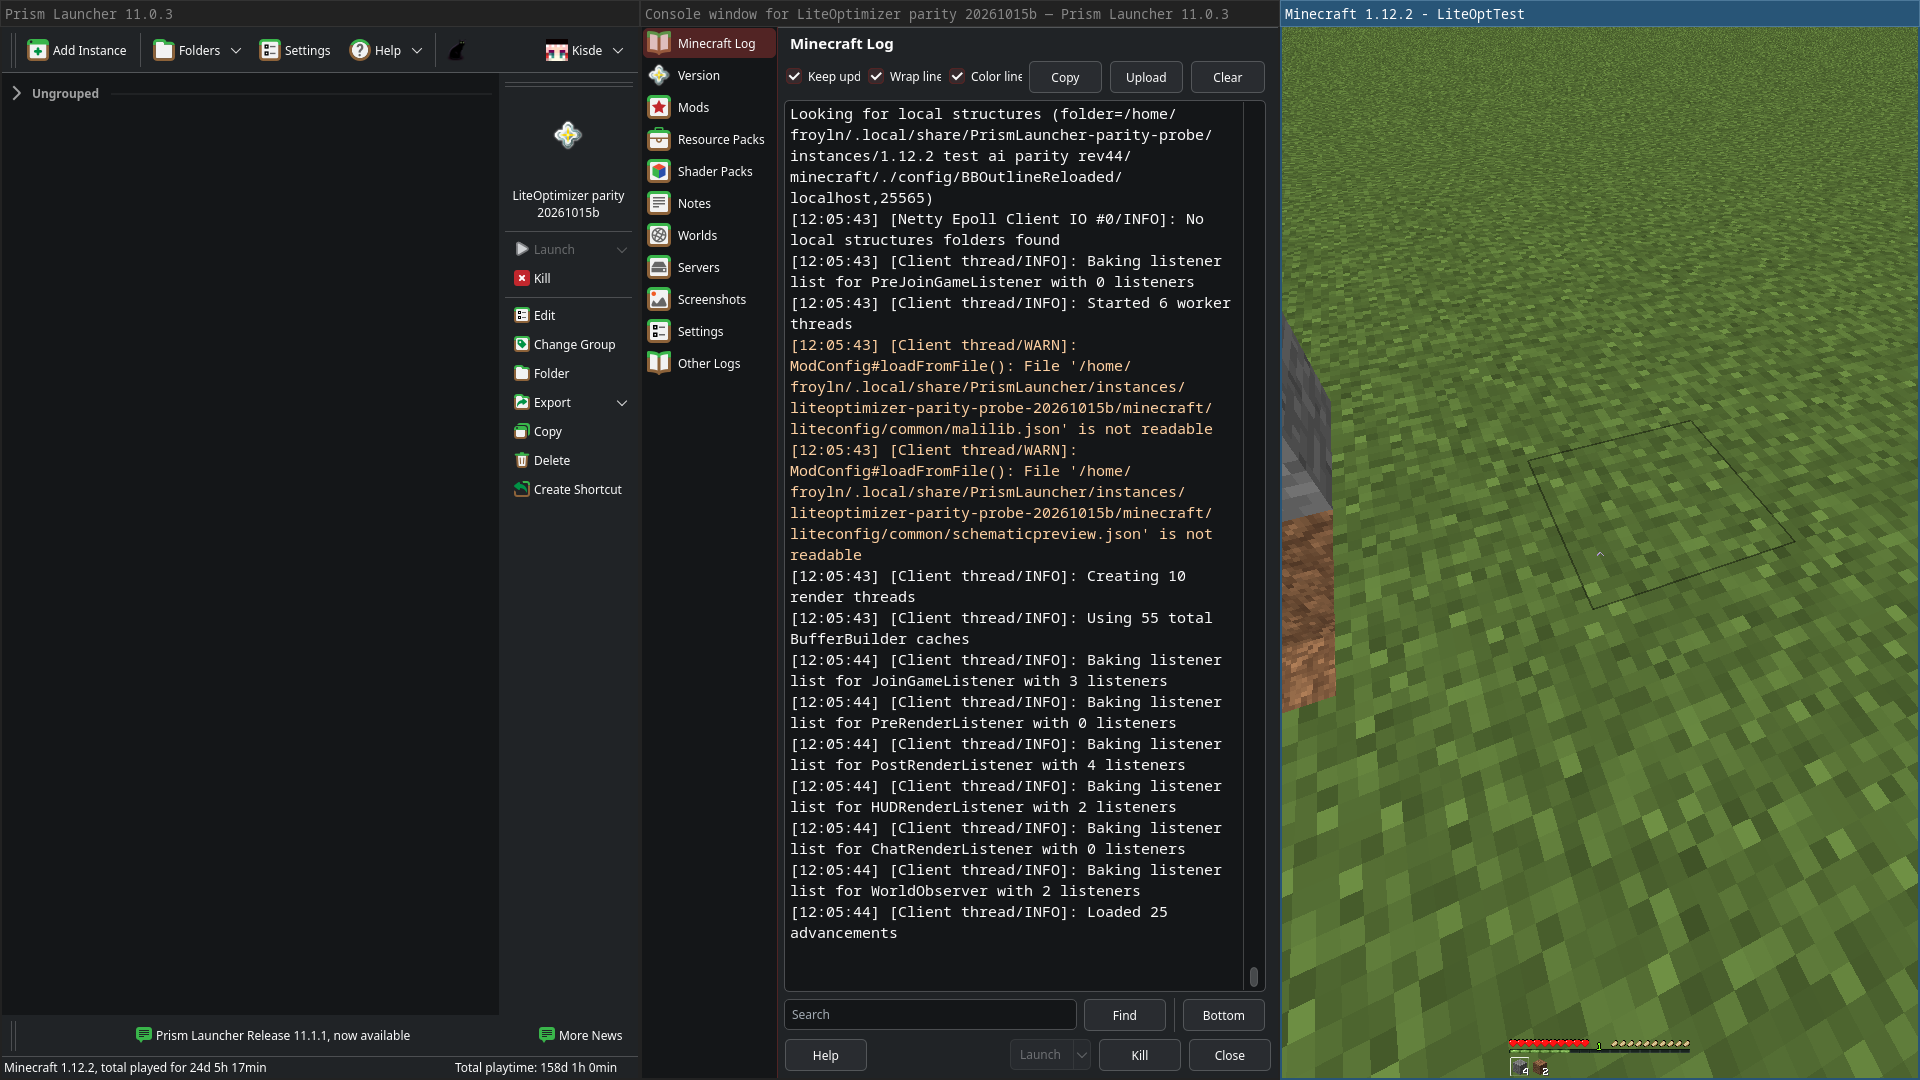 Prism Launcher 11.0.3
Add Instance
Folders
Settings
Help
Kisde
Ungrouped
LiteOptimizer parity
20261015b
Launch
Kill
Edit
Change Group
Folder
Export
Copy
Delete
Create Shortcut
Prism Launcher Release 11.1.1, now available
More News
Minecraft 1.12.2, total played for 24d 5h 17min
Total playtime: 158d 1h 0min
Console window for LiteOptimizer parity 20261015b — Prism Launcher 11.0.3
Minecraft Log
Version
Mods
Resource Packs
Shader Packs
Notes
Worlds
Servers
Screenshots
Settings
Other Logs
Minecraft Log
Keep upd
Wrap line
Color line
Copy
Upload
Clear
Looking for local structures (folder=/home/
froyln/.local/share/PrismLauncher-parity-probe/
instances/1.12.2 test ai parity rev44/
minecraft/./config/BBOutlineReloaded/
localhost,25565)
[12:05:43] [Netty Epoll Client IO #0/INFO]: No
local structures folders found
[12:05:43] [Client thread/INFO]: Baking listener
list for PreJoinGameListener with 0 listeners
[12:05:43] [Client thread/INFO]: Started 6 worker
threads
[12:05:43] [Client thread/WARN]:
ModConfig#loadFromFile(): File '/home/
froyln/.local/share/PrismLauncher/instances/
liteoptimizer-parity-probe-20261015b/minecraft/
liteconfig/common/malilib.json' is not readable
[12:05:43] [Client thread/WARN]:
ModConfig#loadFromFile(): File '/home/
froyln/.local/share/PrismLauncher/instances/
liteoptimizer-parity-probe-20261015b/minecraft/
liteconfig/common/schematicpreview.json' is not
readable
[12:05:43] [Client thread/INFO]: Creating 10
render threads
[12:05:43] [Client thread/INFO]: Using 55 total
BufferBuilder caches
[12:05:44] [Client thread/INFO]: Baking listener
list for JoinGameListener with 3 listeners
[12:05:44] [Client thread/INFO]: Baking listener
list for PreRenderListener with 0 listeners
[12:05:44] [Client thread/INFO]: Baking listener
list for PostRenderListener with 4 listeners
[12:05:44] [Client thread/INFO]: Baking listener
list for HUDRenderListener with 2 listeners
[12:05:44] [Client thread/INFO]: Baking listener
list for ChatRenderListener with 0 listeners
[12:05:44] [Client thread/INFO]: Baking listener
list for WorldObserver with 2 listeners
[12:05:44] [Client thread/INFO]: Loaded 25
advancements
Search
Find
Bottom
Help
Launch
Kill
Close
Minecraft 1.12.2 - LiteOptTest
1
4
2